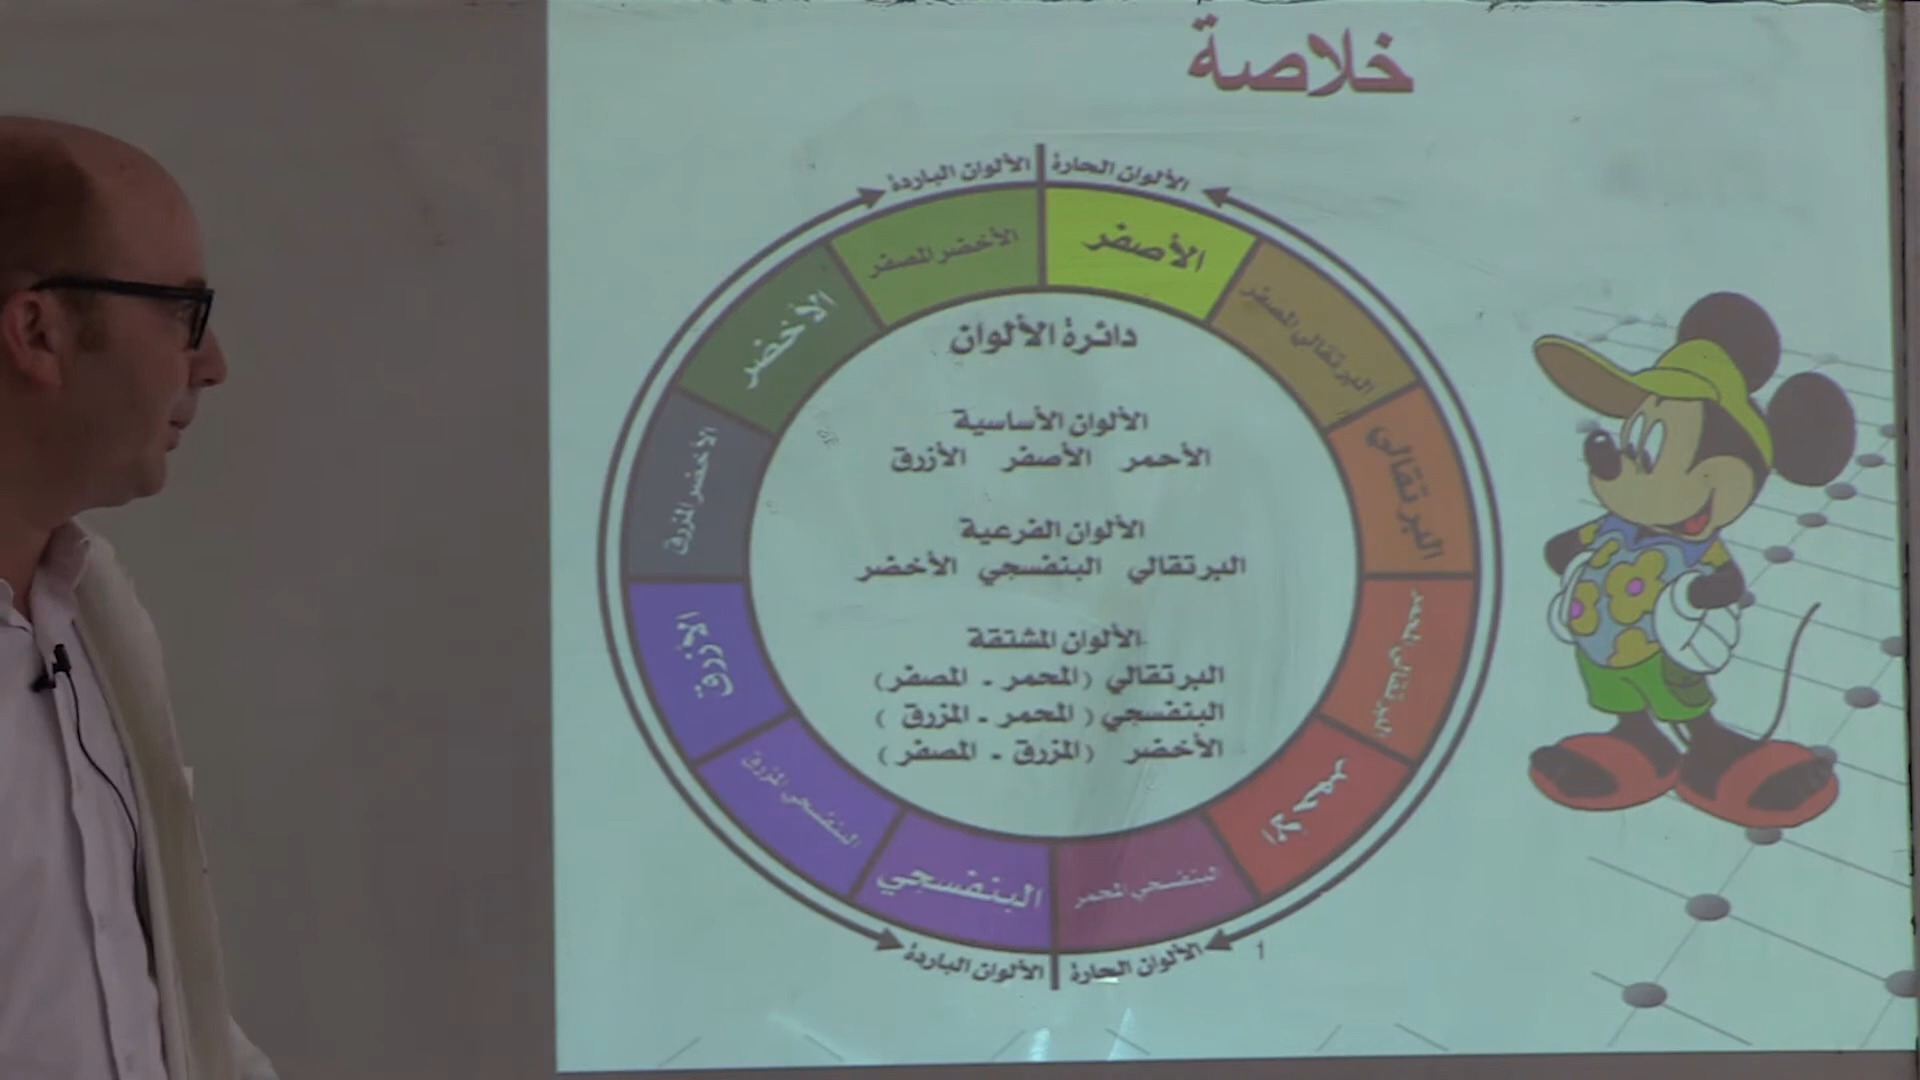 خلاصة
الألوان الباردة
الألوان الحارة
الأخضر المصفر
الأصفر
البرتقالي المصفر
البرتقالي
البرتقالي المحمر
الأحمر
البنفسجي المحمر
البنفسجي
البنفسجي المزرق
الأزرق
الأخضر المزرق
الأخضر
دائرة الألوان
الألوان الأساسية
الأحمر الأصفر الأزرق
الألوان الفرعية
البرتقالي البنفسجي الأخضر
الألوان المشتقة
البرتقالي (المحمر - المصفر)
البنفسجي (المحمر - المزرق)
الأخضر (المزرق - المصفر)
الألوان الباردة
الألوان الحارة